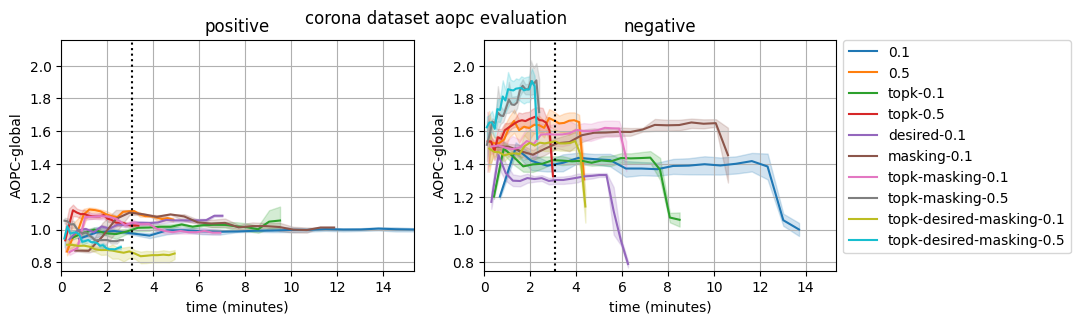 corona dataset aopc evaluation
positive
AOPC-global
2.0
1.8
1.6
1.4
1.2
1.0
0.8
0 2 4 6 8 10 12 14
time (minutes)
negative
AOPC-global
2.0
1.8
1.6
1.4
1.2
1.0
0.8
0 2 4 6 8 10 12 14
time (minutes)
0.1
0.5
topk-0.1
topk-0.5
desired-0.1
masking-0.1
topk-masking-0.1
topk-masking-0.5
topk-desired-masking-0.1
topk-desired-masking-0.5